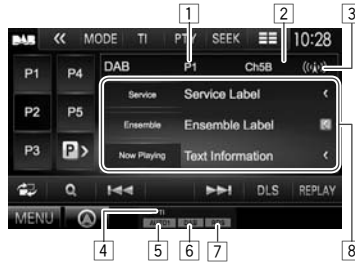 1 2 3
DAB « MODE TI PTY SEEK 10:28
P1 P4 DAB P1 Ch5B
Service Service Label
P2 P5 Ensemble Ensemble Label
P3 P Now Playing Text Information
DLS REPLAY
MENU A TI
4 5 6 7 8